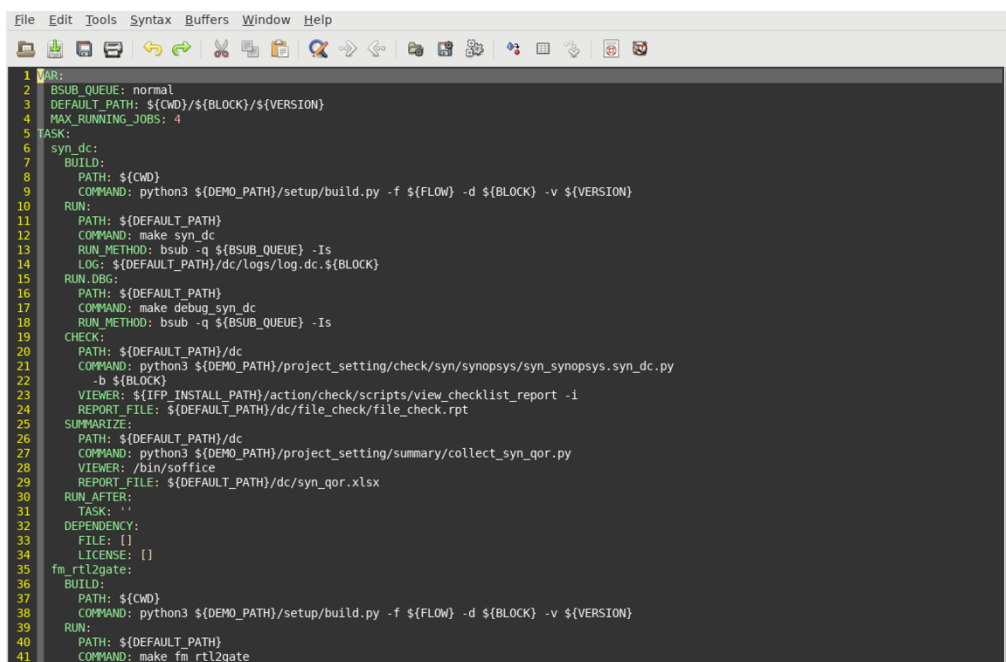 File Edit Tools Syntax Buffers Window Help
1 VAR:
2   BSUB_QUEUE: normal
3   DEFAULT_PATH: ${CWD}/${BLOCK}/${VERSION}
4   MAX_RUNNING_JOBS: 4
5 TASK:
6   syn_dc:
7     BUILD:
8       PATH: ${CWD}
9       COMMAND: python3 ${DEMO_PATH}/setup/build.py -f ${FLOW} -d ${BLOCK} -v ${VERSION}
10     RUN:
11       PATH: ${DEFAULT_PATH}
12       COMMAND: make syn_dc
13       RUN_METHOD: bsub -q ${BSUB_QUEUE} -Is
14       LOG: ${DEFAULT_PATH}/dc/logs/log.dc.${BLOCK}
15     RUN.DBG:
16       PATH: ${DEFAULT_PATH}
17       COMMAND: make debug_syn_dc
18       RUN_METHOD: bsub -q ${BSUB_QUEUE} -Is
19     CHECK:
20       PATH: ${DEFAULT_PATH}/dc
21       COMMAND: python3 ${DEMO_PATH}/project_setting/check/syn/synopsys/syn_synopsys.syn_dc.py
22         -b ${BLOCK}
23       VIEWER: ${IFP_INSTALL_PATH}/action/check/scripts/view_checklist_report -i
24       REPORT_FILE: ${DEFAULT_PATH}/dc/file_check/file_check.rpt
25     SUMMARIZE:
26       PATH: ${DEFAULT_PATH}/dc
27       COMMAND: python3 ${DEMO_PATH}/project_setting/summary/collect_syn_qor.py
28       VIEWER: /bin/soffice
29       REPORT_FILE: ${DEFAULT_PATH}/dc/syn_qor.xlsx
30     RUN_AFTER:
31       TASK: ''
32     DEPENDENCY:
33       FILE: []
34       LICENSE: []
35   fm_rtl2gate:
36     BUILD:
37       PATH: ${CWD}
38       COMMAND: python3 ${DEMO_PATH}/setup/build.py -f ${FLOW} -d ${BLOCK} -v ${VERSION}
39     RUN:
40       PATH: ${DEFAULT_PATH}
41       COMMAND: make fm_rtl2gate